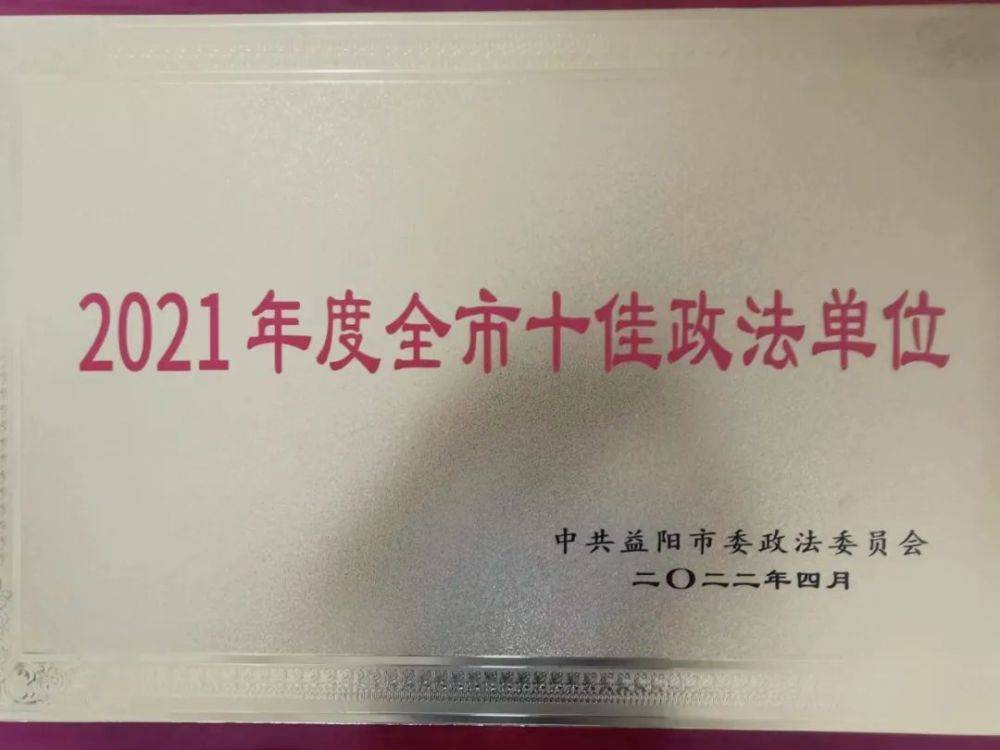 2021年度全市十佳政法单位
中共益阳市委政法委员会
二〇二二年四月